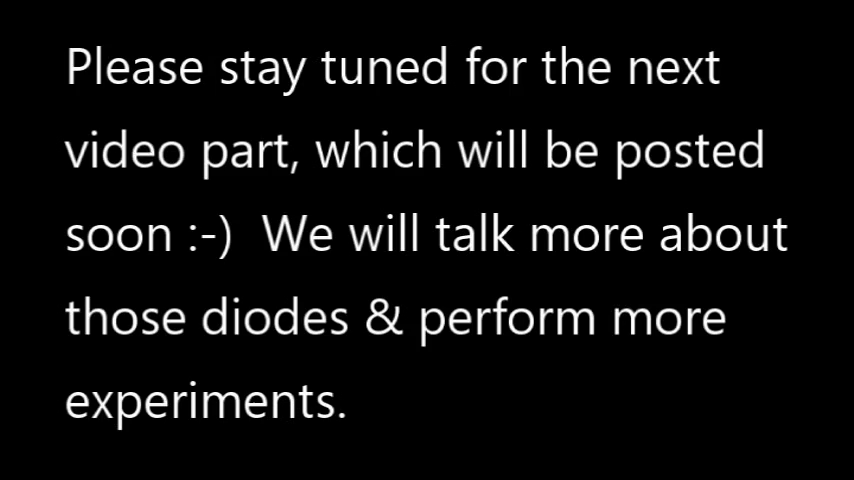 Please stay tuned for the next
video part, which will be posted
soon :-)  We will talk more about
those diodes & perform more
experiments.